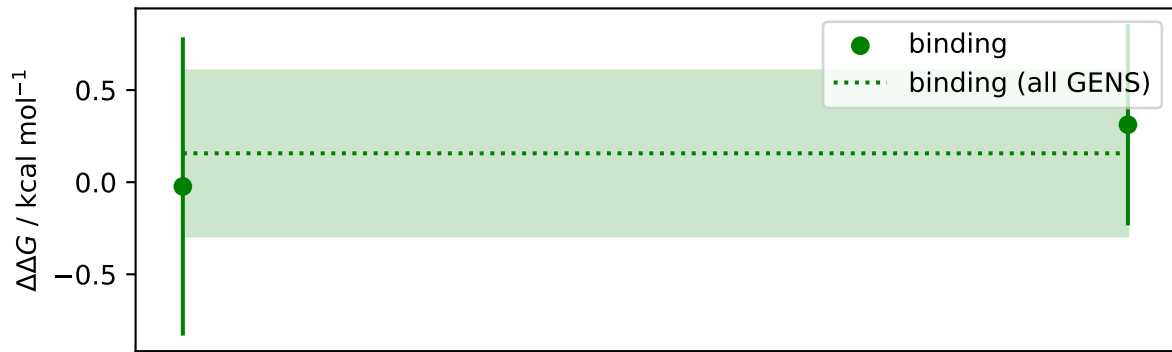 ΔΔG / kcal mol⁻¹
0.5
0.0
−0.5
binding
binding (all GENS)